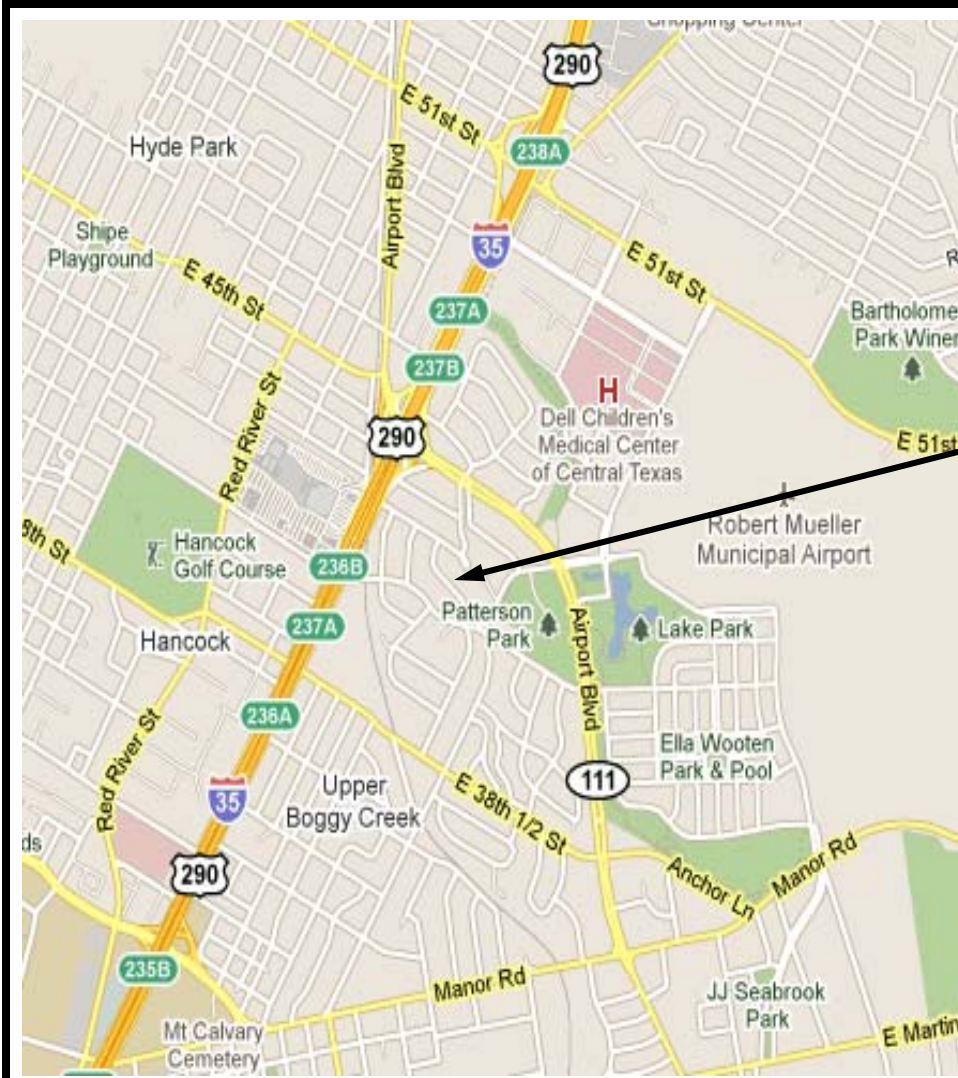 Shopping Center
290
E 51st St
238A
Hyde Park
Airport Blvd
Shipe
Playground
35
E 45th St
E 51st St
237A
Bartholome
Park Winer
237B
H
Red River St
Dell Children's
Medical Center
of Central Texas
290
E 51st
Robert Mueller
Municipal Airport
8th St
Hancock
Golf Course
236B
Patterson
Park
Airport Blvd
Lake Park
237A
Hancock
236A
Red River St
Ella Wooten
Park & Pool
111
35
Upper
Boggy Creek
E 38th 1/2 St
ds
290
Anchor Ln
Manor Rd
235B
Manor Rd
JJ Seabrook
Park
Mt Calvary
Cemetery
E Martin